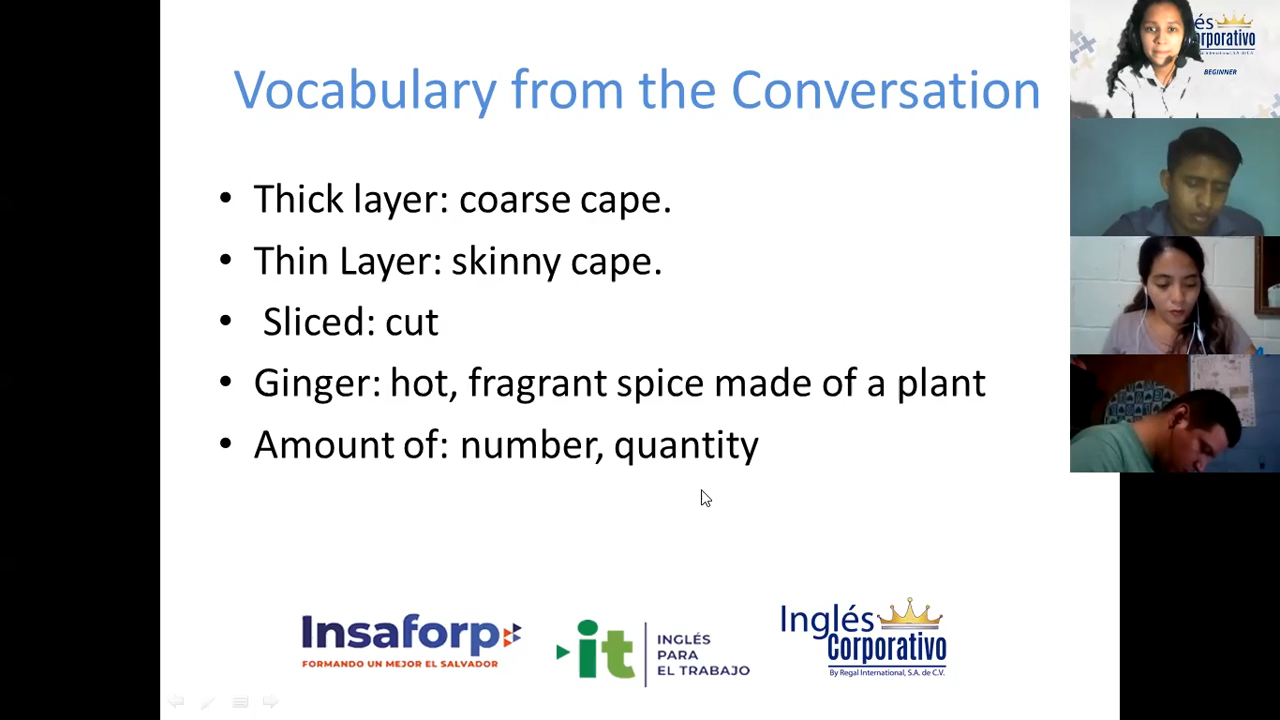 Vocabulary from the Conversation
• Thick layer: coarse cape.
• Thin Layer: skinny cape.
• Sliced: cut
• Ginger: hot, fragrant spice made of a plant
• Amount of: number, quantity
Insaforp
FORMANDO UN MEJOR EL SALVADOR
it
INGLÉS
PARA
EL TRABAJO
Inglés
Corporativo
By Regal International, S.A. de C.V.
és
rporativo
BEGINNER